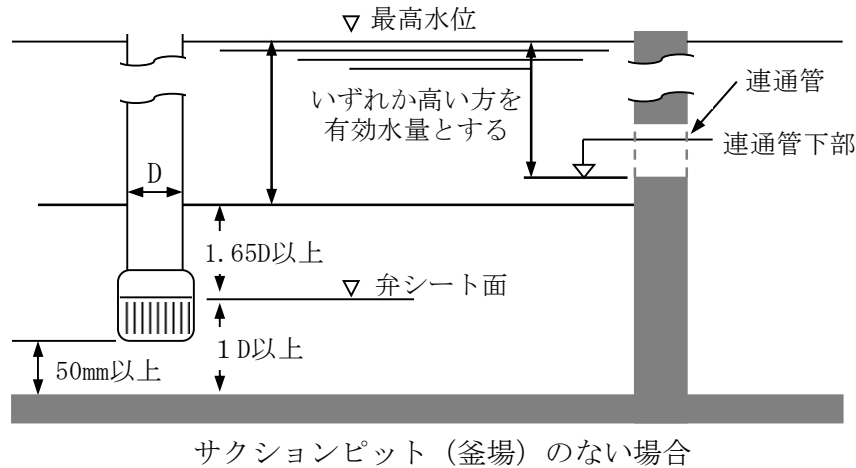 最高水位
いずれか高い方を
有効水量とする
連通管
連通管下部
D
1.65D以上
弁シート面
1D以上
50mm以上
サクションピット（釜場）のない場合